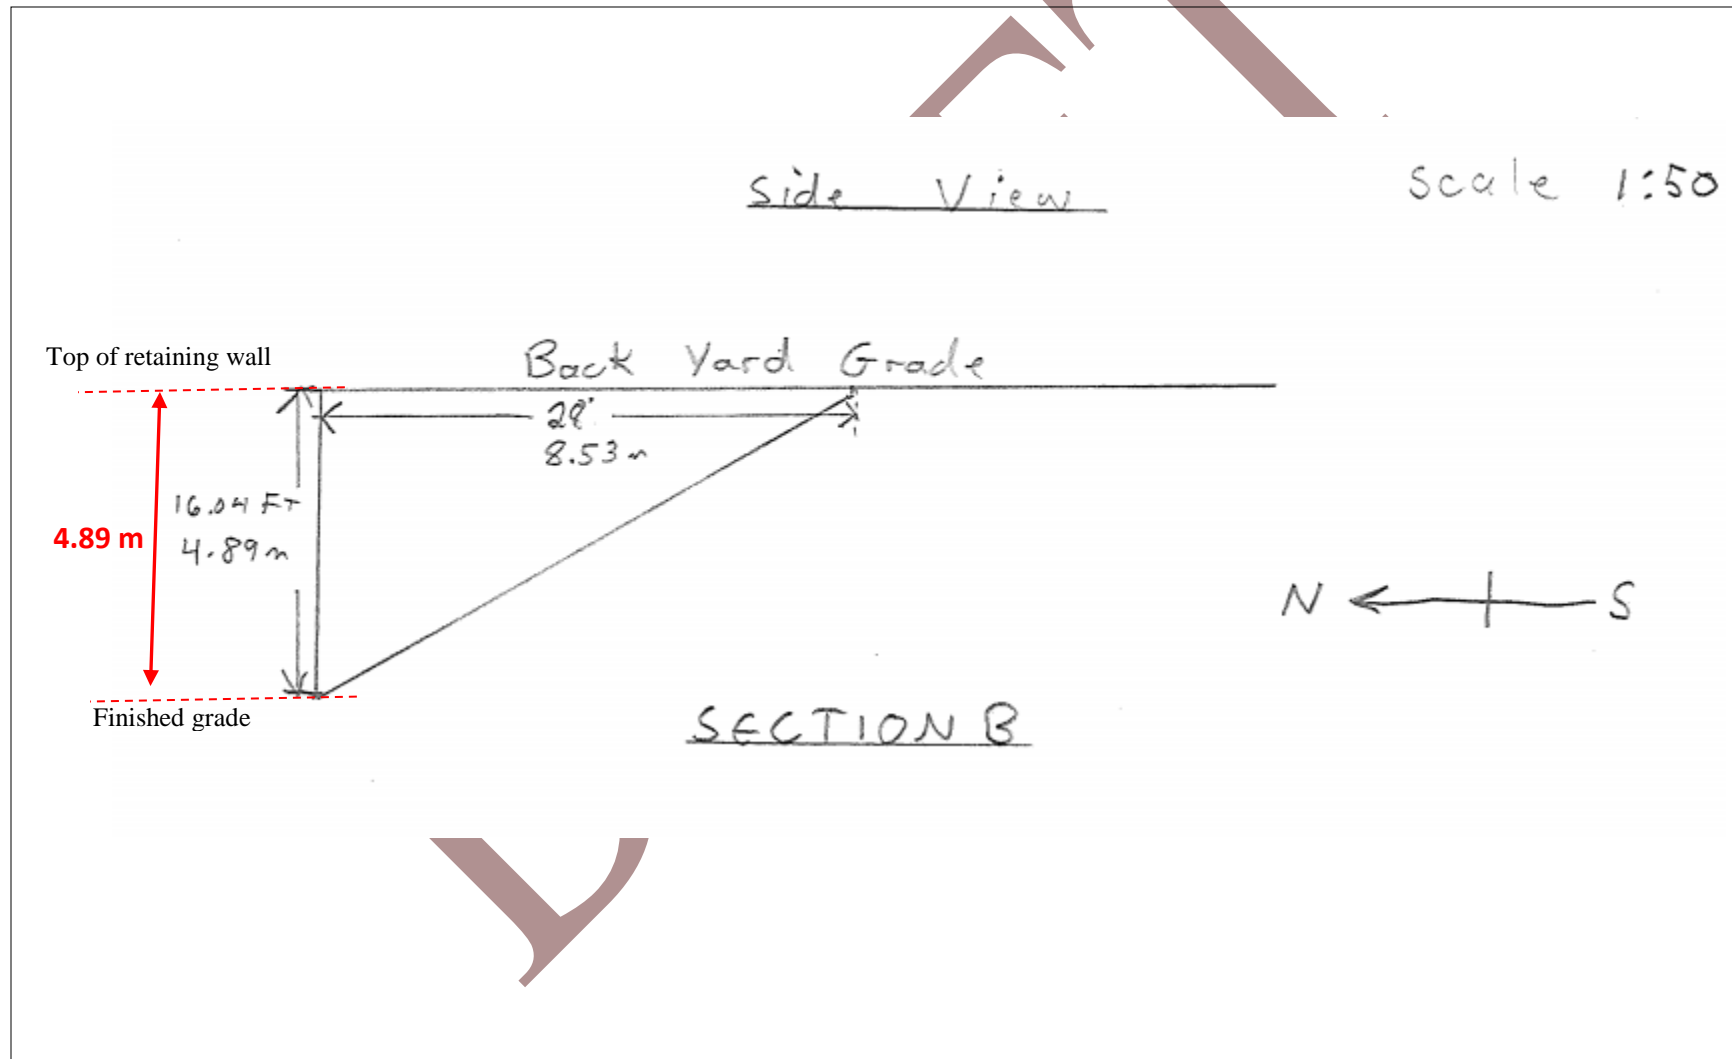 Side View
Scale 1:50
Top of retaining wall
Back Yard Grade
28'
8.53 m
16.04 FT
4.89 m
4.89 m
N S
Finished grade
SECTION B